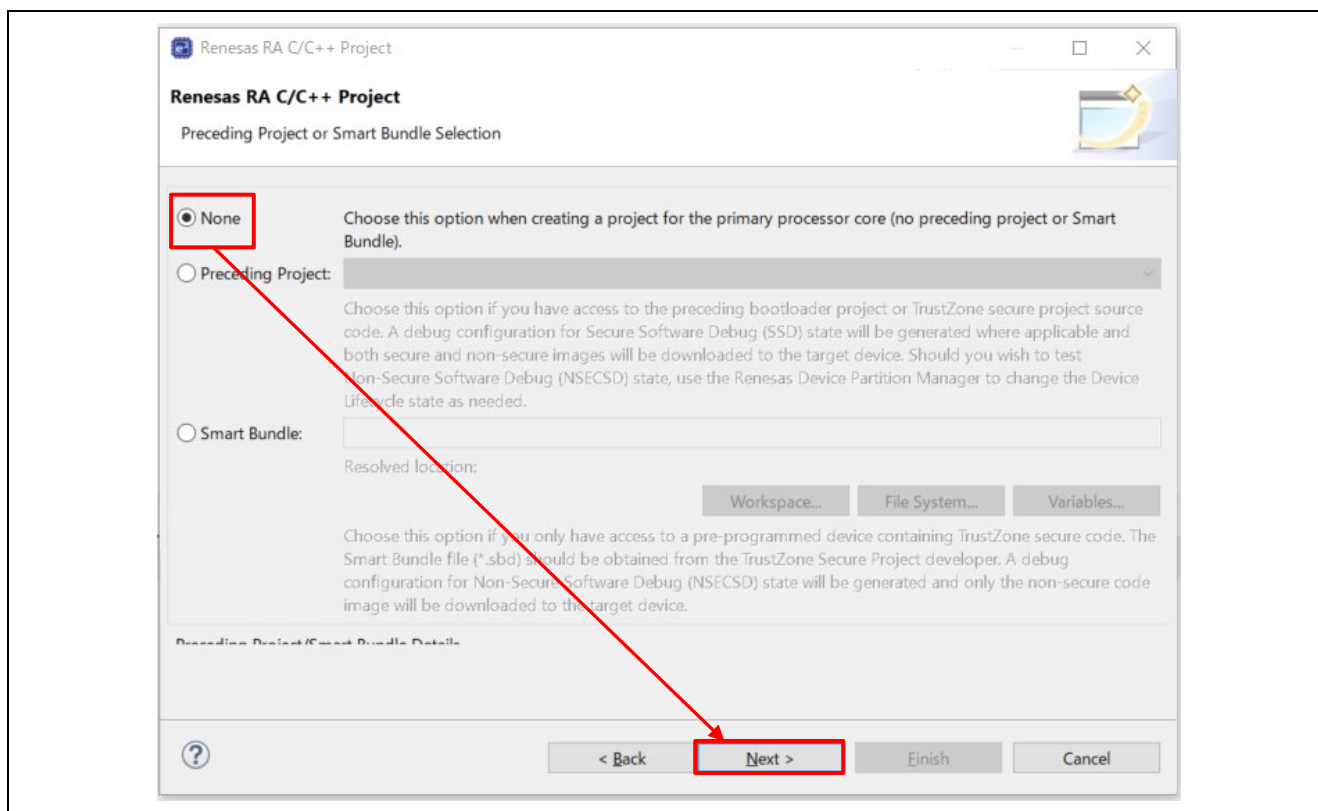 Renesas RA C/C++ Project
Renesas RA C/C++ Project
Preceding Project or Smart Bundle Selection
None
Choose this option when creating a project for the primary processor core (no preceding project or Smart
Bundle).
Preceding Project:
Choose this option if you have access to the preceding bootloader project or TrustZone secure project source
code. A debug configuration for Secure Software Debug (SSD) state will be generated where applicable and
both secure and non-secure images will be downloaded to the target device. Should you wish to test
Non-Secure Software Debug (NSECSD) state, use the Renesas Device Partition Manager to change the Device
Lifecycle state as needed.
Smart Bundle:
Resolved location:
Workspace... File System... Variables...
Choose this option if you only have access to a pre-programmed device containing TrustZone secure code. The
Smart Bundle file (*.sbd) should be obtained from the TrustZone Secure Project developer. A debug
configuration for Non-Secure Software Debug (NSECSD) state will be generated and only the non-secure code
image will be downloaded to the target device.
Preceding Project/Smart Bundle Details
? < Back Next > Finish Cancel